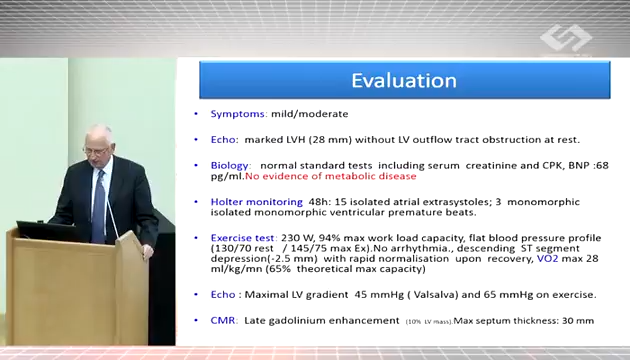 Evaluation
• Symptoms: mild/moderate
• Echo: marked LVH (28 mm) without LV outflow tract obstruction at rest.
• Biology: normal standard tests including serum creatinine and CPK, BNP :68
pg/ml.No evidence of metabolic disease
• Holter monitoring 48h: 15 isolated atrial extrasystoles; 3 monomorphic
isolated monomorphic ventricular premature beats.
• Exercise test: 230 W, 94% max work load capacity, flat blood pressure profile
(130/70 rest / 145/75 max Ex).No arrhythmia., descending ST segment
depression(-2.5 mm) with rapid normalisation upon recovery, VO2 max 28
ml/kg/mn (65% theoretical max capacity)
• Echo : Maximal LV gradient 45 mmHg ( Valsalva) and 65 mmHg on exercise.
• CMR: Late gadolinium enhancement (10% LV mass).Max septum thickness: 30 mm